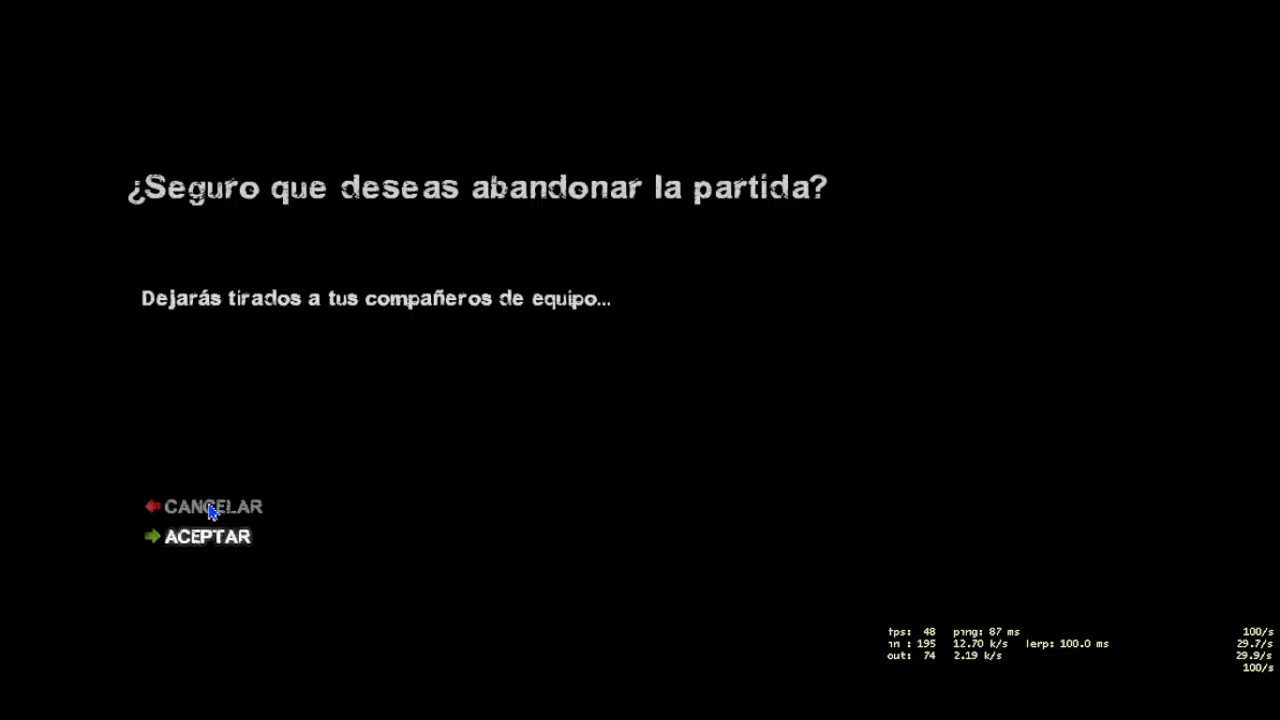 ¿Seguro que deseas abandonar la partida?
Dejarás tirados a tus compañeros de equipo...
CANCELAR
ACEPTAR
fps: 48 ping: 87 ms 100/s
in : 195 12.70 k/s lerp: 100.0 ms 29.7/s
out: 74 2.19 k/s 29.9/s
100/s